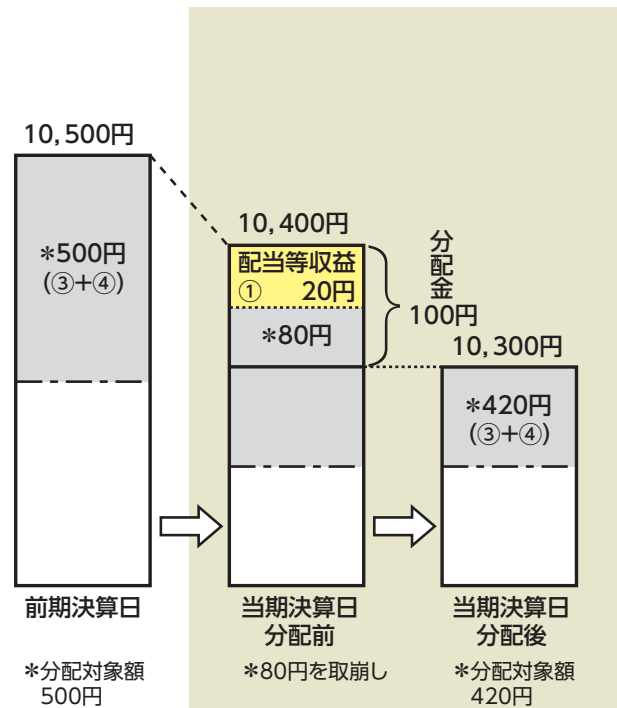 10,500円
*500円
(③+④)
前期決算日
*分配対象額
500円
10,400円
配当等収益
① 20円
*80円
分配金
100円
当期決算日
分配前
*80円を取崩し
10,300円
*420円
(③+④)
当期決算日
分配後
*分配対象額
420円